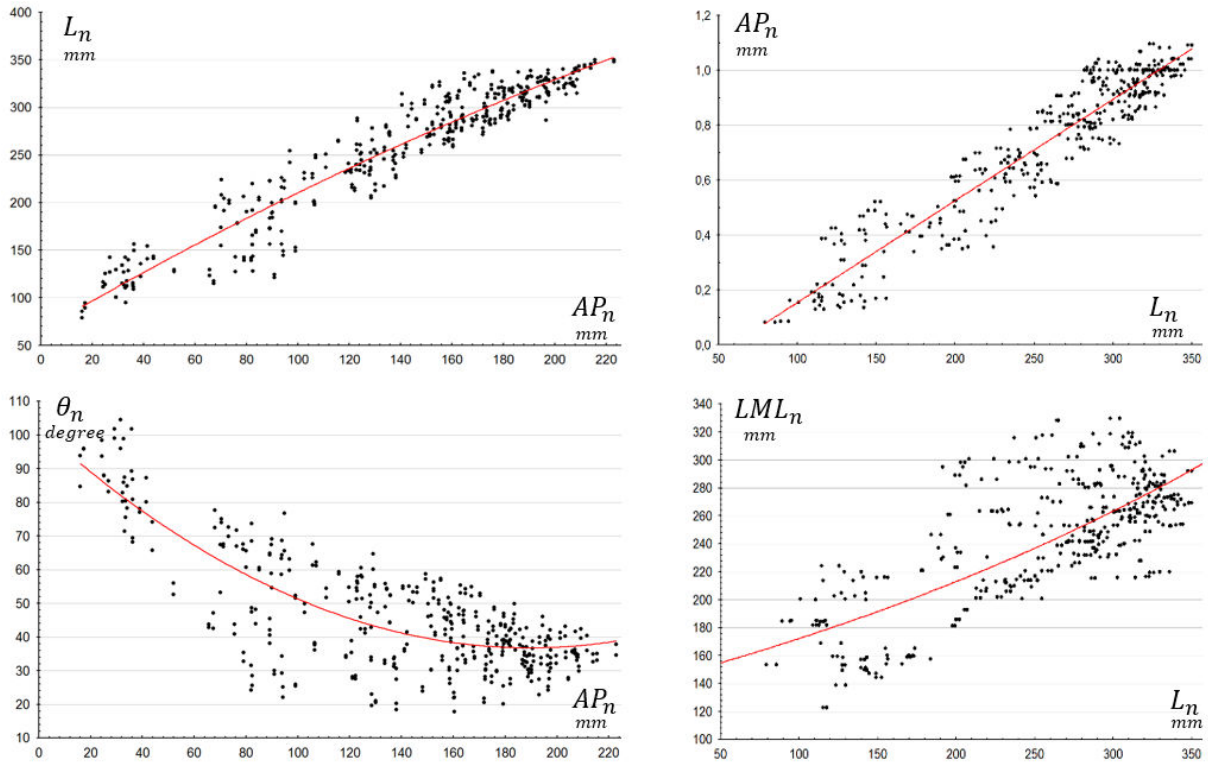 400
350
300
250
200
150
100
50
0 20 40 60 80 100 120 140 160 180 200 220
L_n
mm
AP_n
mm
1,2
1,0
0,8
0,6
0,4
0,2
0,0
50 100 150 200 250 300 350
AP_n
mm
L_n
mm
110
100
90
80
70
60
50
40
30
20
10
0 20 40 60 80 100 120 140 160 180 200 220
θ_n
degree
AP_n
mm
340
320
300
280
260
240
220
200
180
160
140
120
100
50 100 150 200 250 300 350
LML_n
mm
L_n
mm